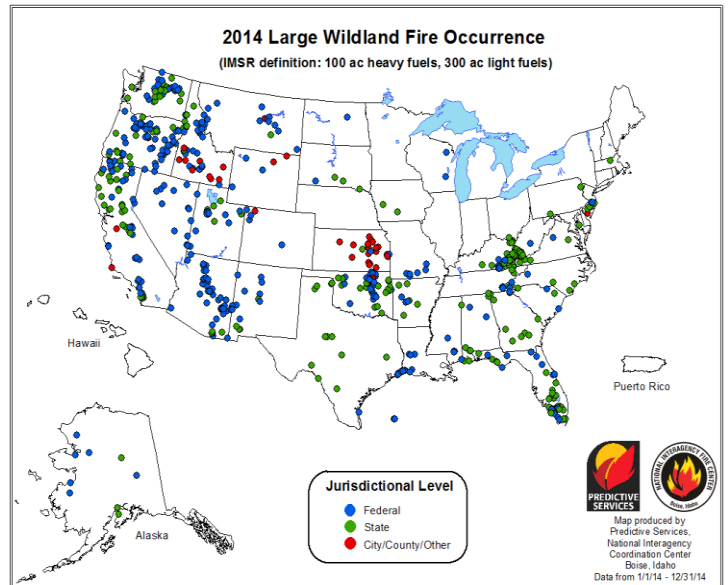 2014 Large Wildland Fire Occurrence
(IMSR definition: 100 ac heavy fuels, 300 ac light fuels)
Hawaii
Puerto Rico
Alaska
Jurisdictional Level
Federal
State
City/County/Other
PREDICTIVE
SERVICES
NATIONAL INTERAGENCY FIRE CENTER
Boise, Idaho
Map produced by
Predictive Services,
National Interagency
Coordination Center
Boise, Idaho
Data from 1/1/14 - 12/31/14